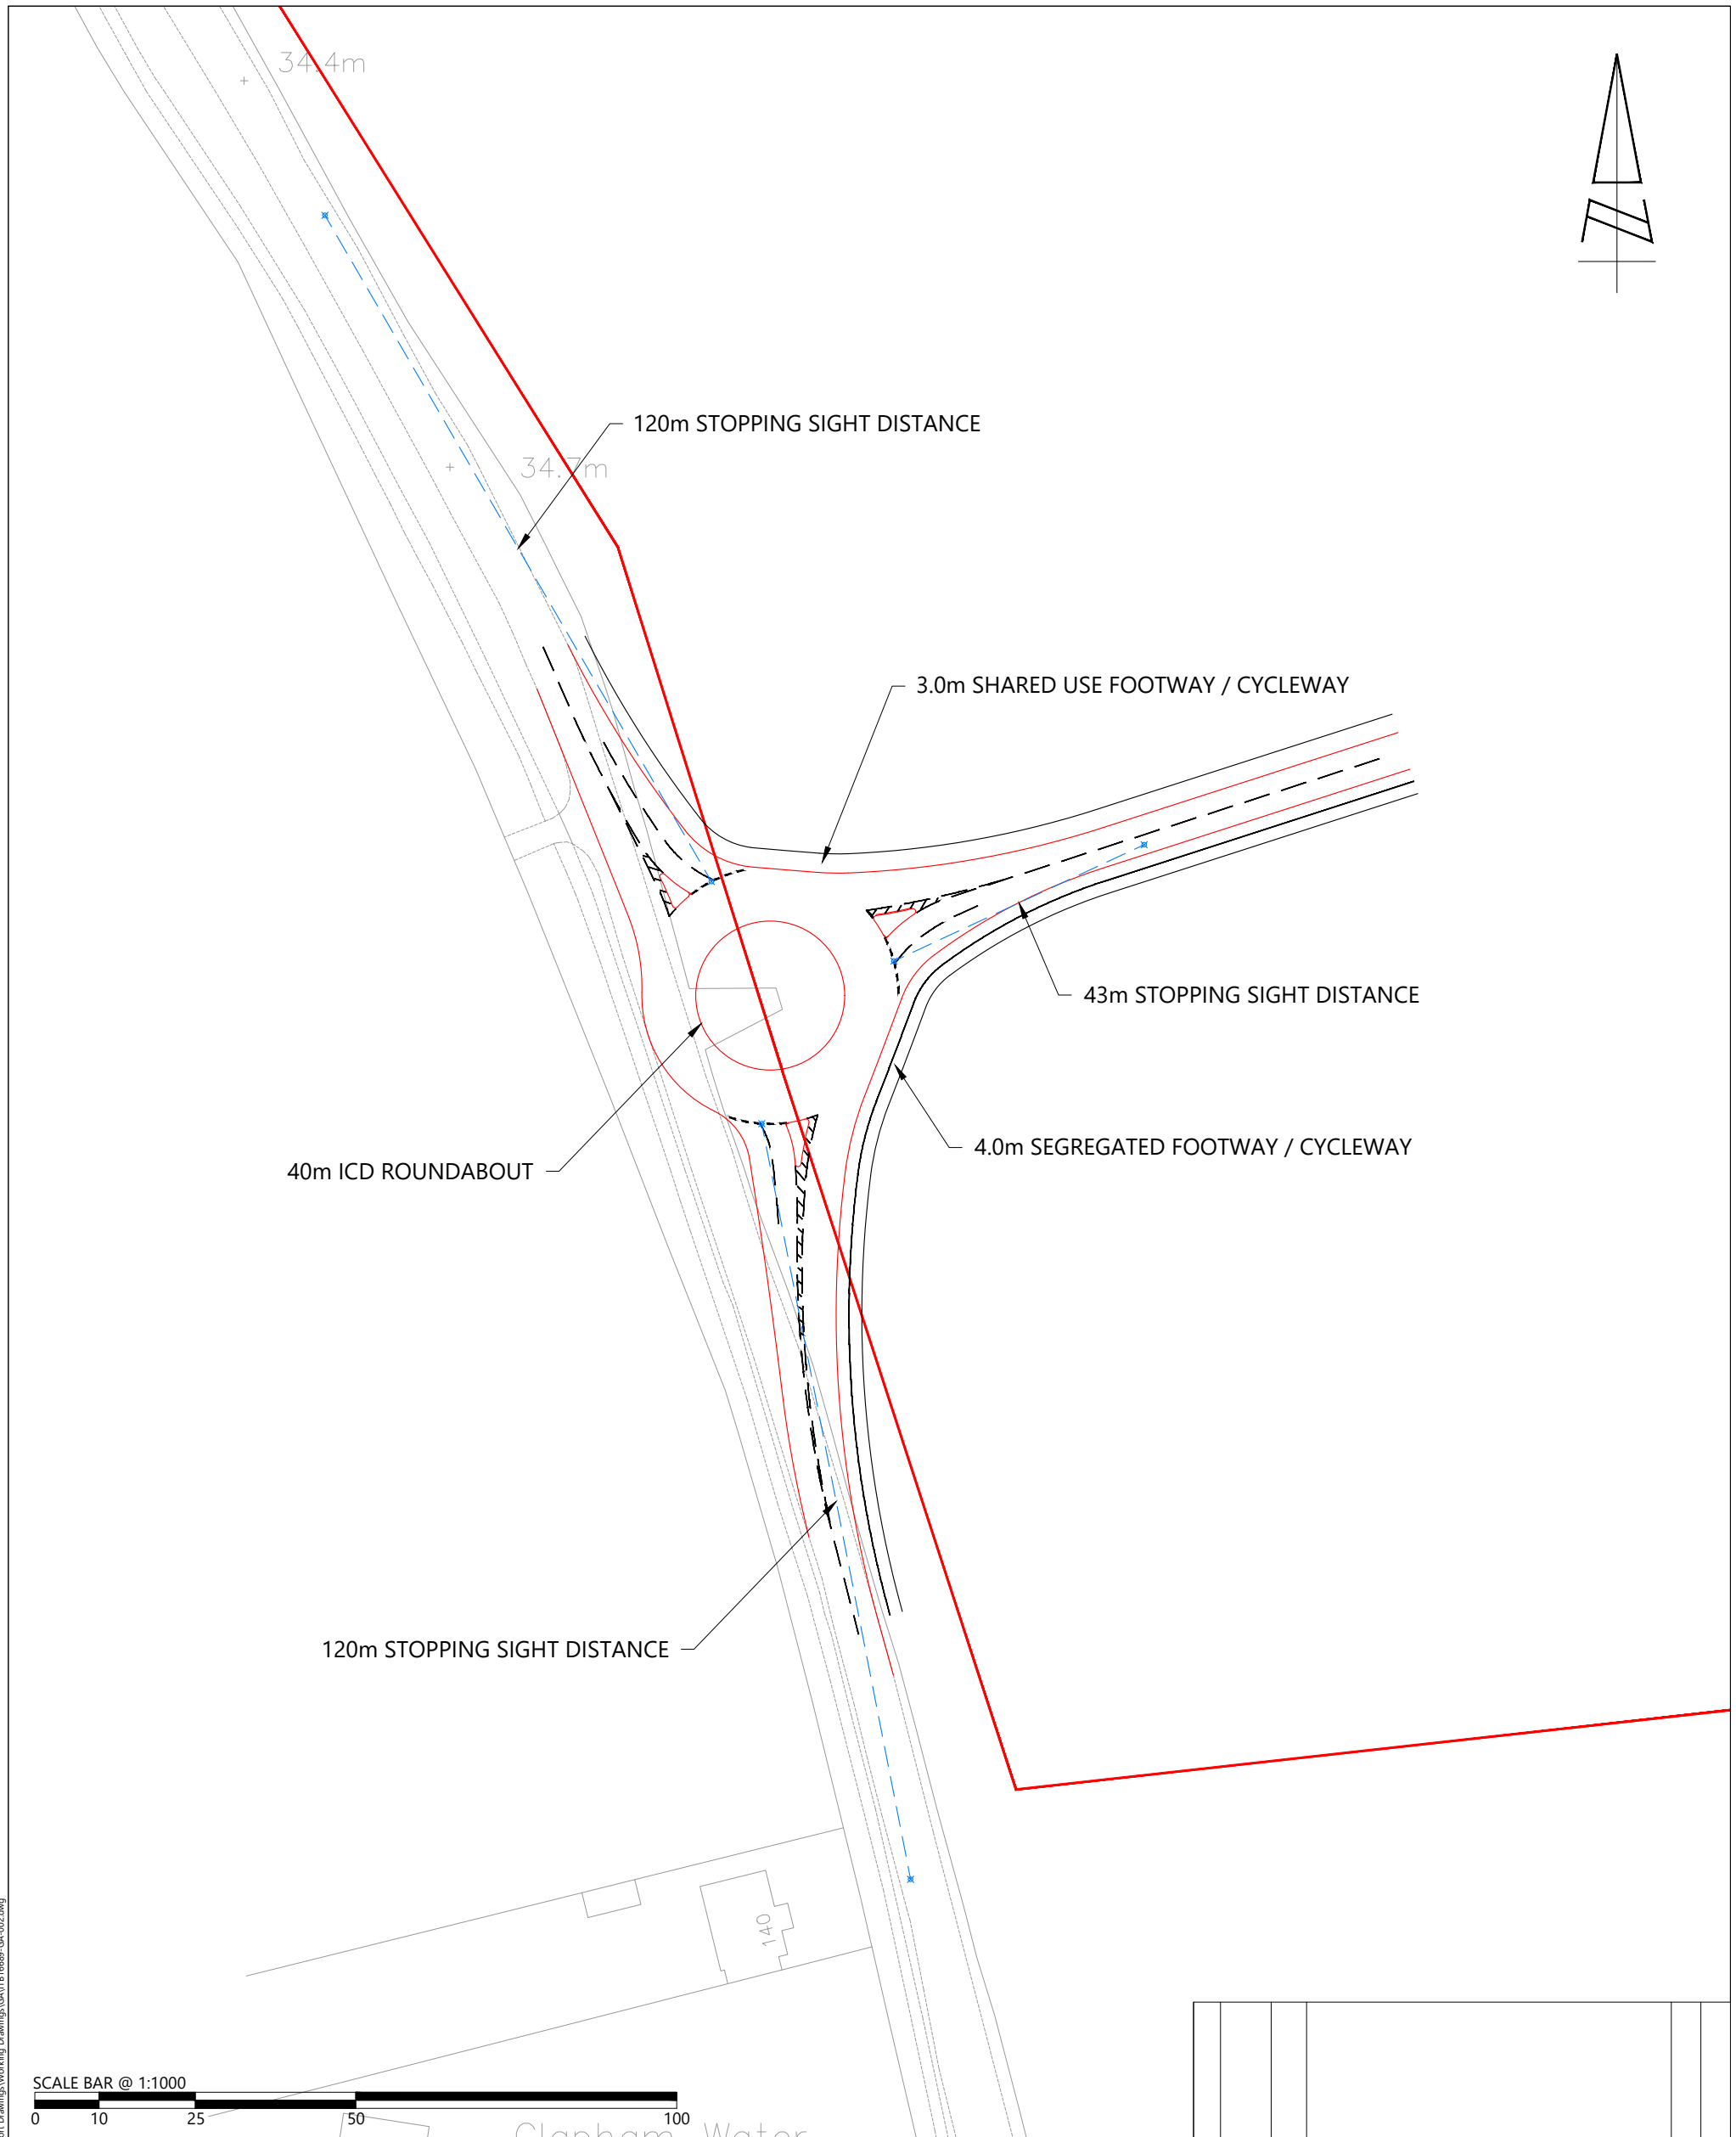 34.4m
120m STOPPING SIGHT DISTANCE
34.7m
3.0m SHARED USE FOOTWAY / CYCLEWAY
43m STOPPING SIGHT DISTANCE
4.0m SEGREGATED FOOTWAY / CYCLEWAY
40m ICD ROUNDABOUT
120m STOPPING SIGHT DISTANCE
140
SCALE BAR @ 1:1000
0 10 25 50 100
Clapham Water